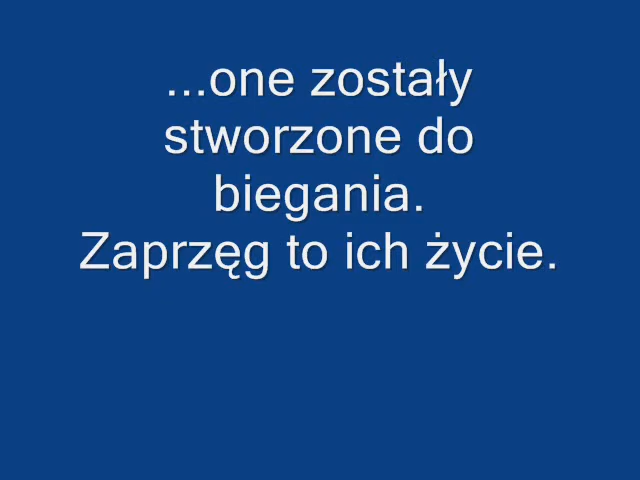 ...one zostały
stworzone do
biegania.
Zaprzęg to ich życie.